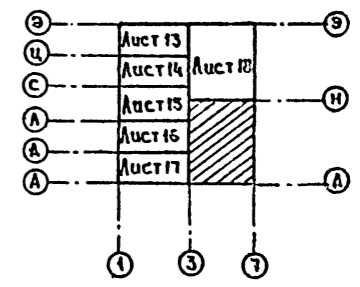 Э Лист 13 Э
Ц Лист 14 Лист 18
С
Лист 15 Н
Л Лист 16
Д Лист 17
А А
1 3 7